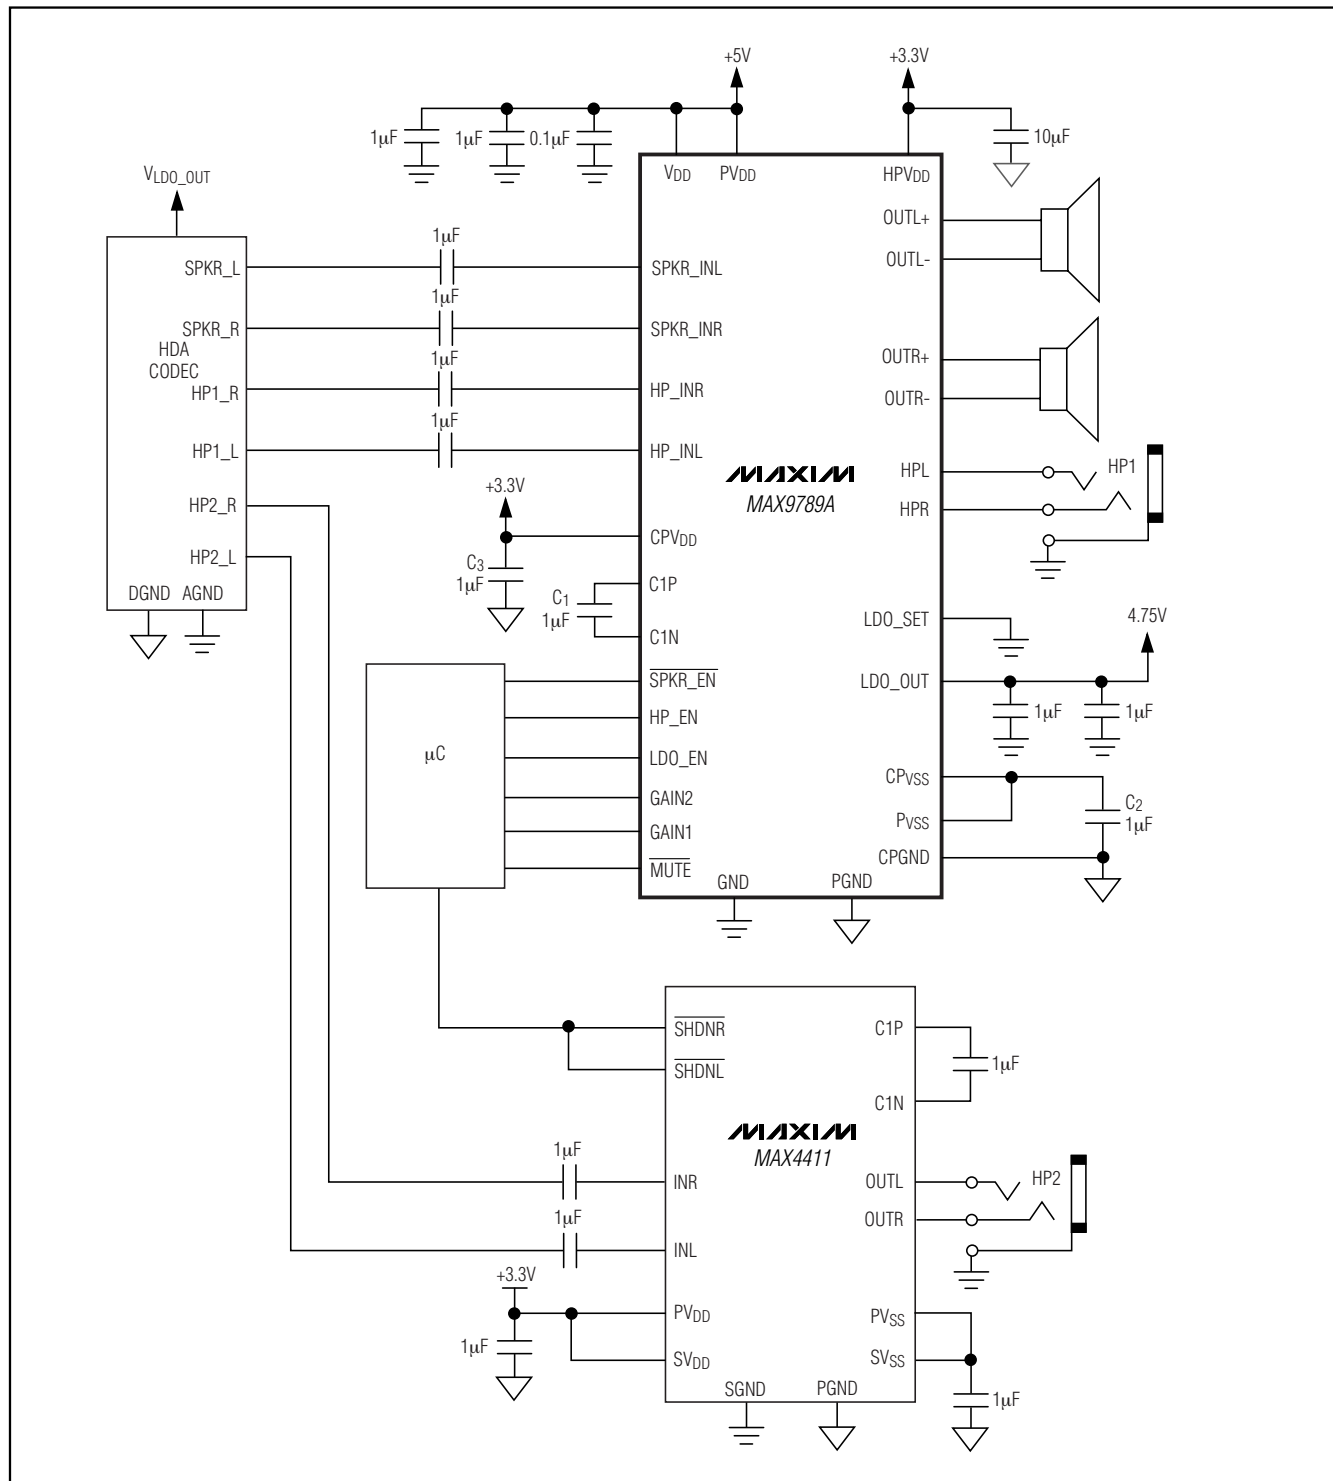 +5V
+3.3V
1µF
1µF
0.1µF
10µF
VLDO_OUT
VDD
PVDD
HPVDD
SPKR_L
1µF
SPKR_INL
OUTL+
OUTL-
SPKR_R
1µF
SPKR_INR
HDA
CODEC
OUTR+
OUTR-
HP1_R
1µF
HP_INR
HP1_L
1µF
HP_INL
MAXIM
MAX9789A
HPL
HP1
HPR
HP2_R
HP2_L
DGND
AGND
+3.3V
CPVDD
C3
1µF
C1P
C1
1µF
C1N
LDO_SET
4.75V
LDO_OUT
1µF
1µF
µC
SPKR_EN
HP_EN
LDO_EN
GAIN2
GAIN1
MUTE
CPVSS
PVSS
C2
1µF
CPGND
GND
PGND
SHDNR
SHDNL
C1P
1µF
C1N
MAXIM
MAX4411
1µF
INR
1µF
INL
OUTL
HP2
OUTR
+3.3V
1µF
PVDD
SVDD
PVSS
SVSS
1µF
SGND
PGND